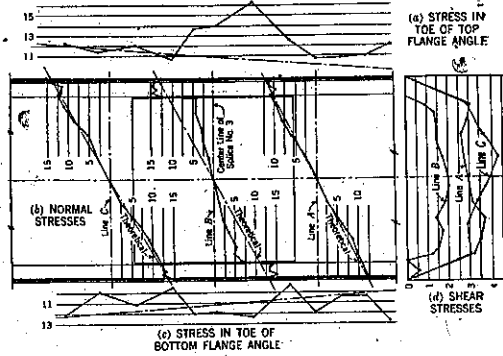 15
13
11
(a) STRESS IN
TOE OF TOP
FLANGE ANGLE
15
10
5
15
10
5
15
10
5
Center Line of
Splice No. 3
(b) NORMAL
STRESSES
Line C
Theoretical
5
10
15
Line B
Theoretical
5
10
15
Line A
Theoretical
5
10
15
Line B
Line A
Line C
0
1
2
3
4
(d) SHEAR
STRESSES
11
13
(c) STRESS IN TOE OF
BOTTOM FLANGE ANGLE